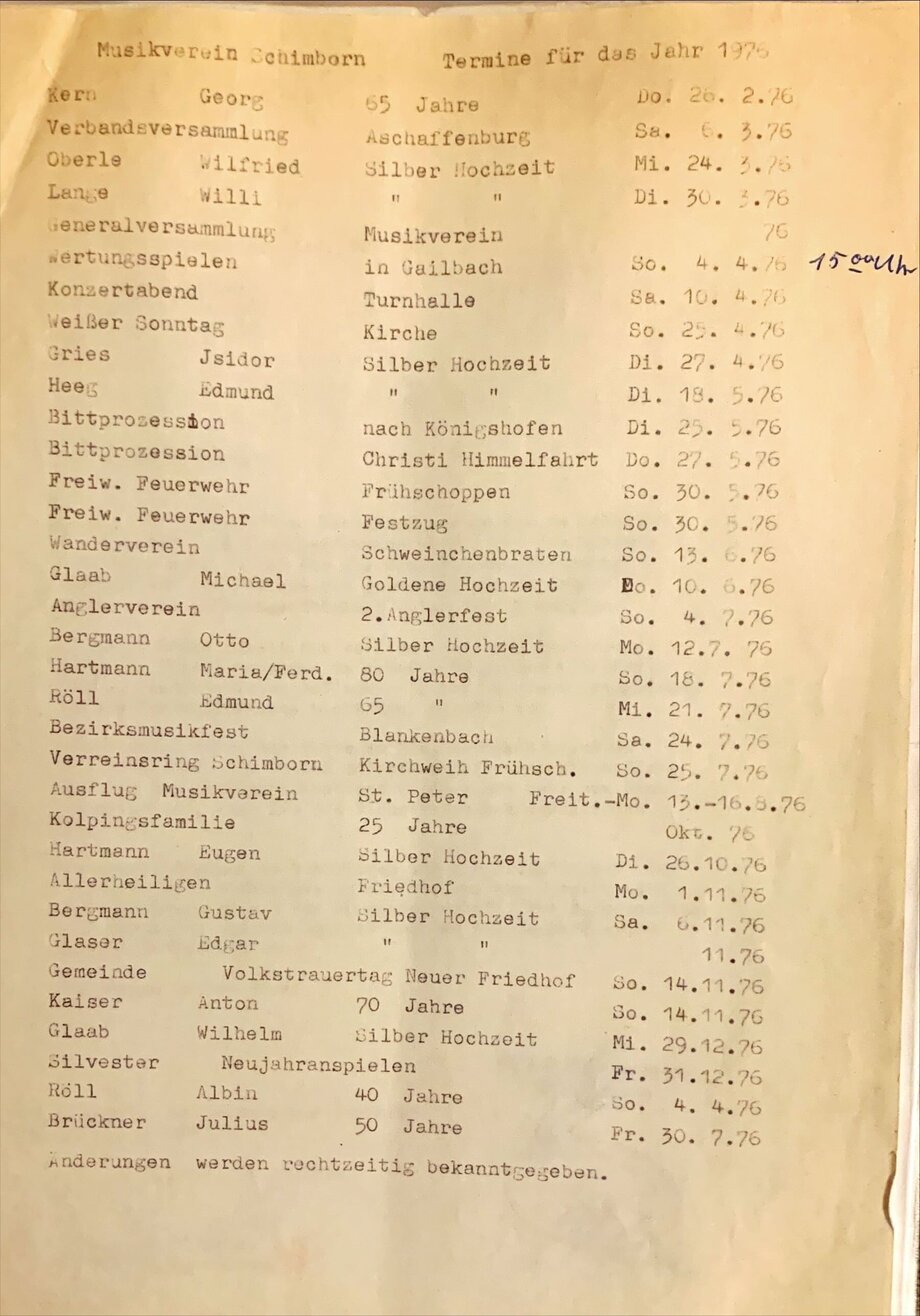 Musikverein Schimborn Termine für das Jahr 1976
Kern Georg 65 Jahre Do. 26. 2.76
Verbandsversammlung Aschaffenburg Sa. 6. 3.76
Oberle Wilfried Silber Hochzeit Mi. 24. 3.76
Lange Willi " " Di. 30. 3.76
Generalversammlung Musikverein 76
Wertungsspielen in Gailbach So. 4. 4.76 15 00 Uhr
Konzertabend Turnhalle Sa. 10. 4.76
Weißer Sonntag Kirche So. 25. 4.76
Gries Jsidor Silber Hochzeit Di. 27. 4.76
Heeg Edmund " " Di. 18. 5.76
Bittprozession nach Königshofen Di. 25. 5.76
Bittprozession Christi Himmelfahrt Do. 27. 5.76
Freiw. Feuerwehr Frühschoppen So. 30. 5.76
Freiw. Feuerwehr Festzug So. 30. 5.76
Wanderverein Schweinchenbraten So. 13. 6.76
Glaab Michael Goldene Hochzeit Do. 10. 6.76
Anglerverein 2.Anglerfest So. 4. 7.76
Bergmann Otto Silber Hochzeit Mo. 12.7. 76
Hartmann Maria/Ferd. 80 Jahre So. 18. 7.76
Röll Edmund 65 " Mi. 21. 7.76
Bezirksmusikfest Blankenbach Sa. 24. 7.76
Verreinsring Schimborn Kirchweih Frühsch. So. 25. 7.76
Ausflug Musikverein St. Peter Freit.-Mo. 13.-16.8.76
Kolpingsfamilie 25 Jahre Okt. 76
Hartmann Eugen Silber Hochzeit Di. 26.10.76
Allerheiligen Friedhof Mo. 1.11.76
Bergmann Gustav Silber Hochzeit Sa. 6.11.76
Glaser Edgar " " 11.76
Gemeinde Volkstrauertag Neuer Friedhof So. 14.11.76
Kaiser Anton 70 Jahre So. 14.11.76
Glaab Wilhelm Silber Hochzeit Mi. 29.12.76
Silvester Neujahranspielen Fr. 31.12.76
Röll Albin 40 Jahre So. 4. 4.76
Brückner Julius 50 Jahre Fr. 30. 7.76
Änderungen werden rechtzeitig bekanntgegeben.